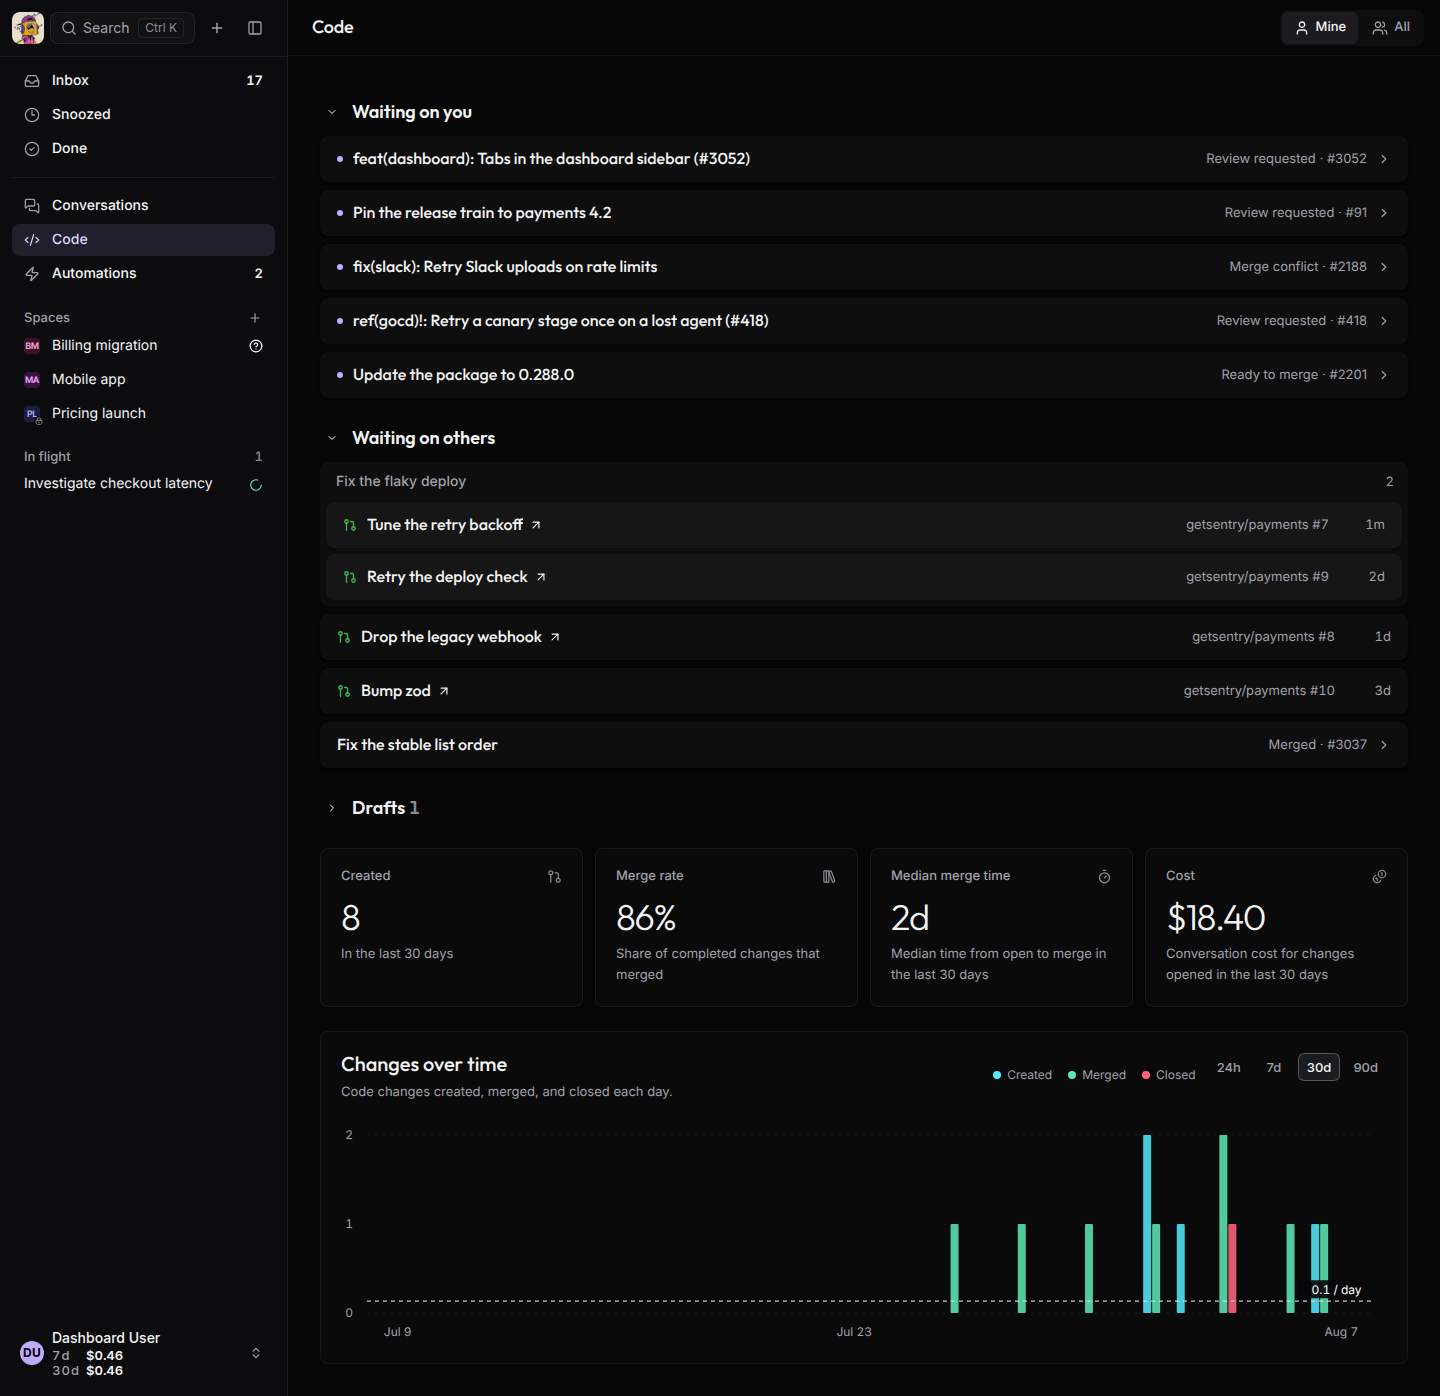 Search Ctrl K
Inbox 17
Snoozed
Done
Conversations
Code
Automations 2
Spaces
BM Billing migration
MA Mobile app
PL Pricing launch
In flight 1
Investigate checkout latency
DU Dashboard User
7d $0.46
30d $0.46
Code
Mine All
Waiting on you
feat(dashboard): Tabs in the dashboard sidebar (#3052) Review requested · #3052
Pin the release train to payments 4.2 Review requested · #91
fix(slack): Retry Slack uploads on rate limits Merge conflict · #2188
ref(gocd)!: Retry a canary stage once on a lost agent (#418) Review requested · #418
Update the package to 0.288.0 Ready to merge · #2201
Waiting on others
Fix the flaky deploy 2
Tune the retry backoff getsentry/payments #7 1m
Retry the deploy check getsentry/payments #9 2d
Drop the legacy webhook getsentry/payments #8 1d
Bump zod getsentry/payments #10 3d
Fix the stable list order Merged · #3037
Drafts 1
Created
8
In the last 30 days
Merge rate
86%
Share of completed changes that
merged
Median merge time
2d
Median time from open to merge in
the last 30 days
Cost
$18.40
Conversation cost for changes
opened in the last 30 days
Changes over time
Code changes created, merged, and closed each day.
Created Merged Closed 24h 7d 30d 90d
2
1
0
0.1 / day
Jul 9 Jul 23 Aug 7